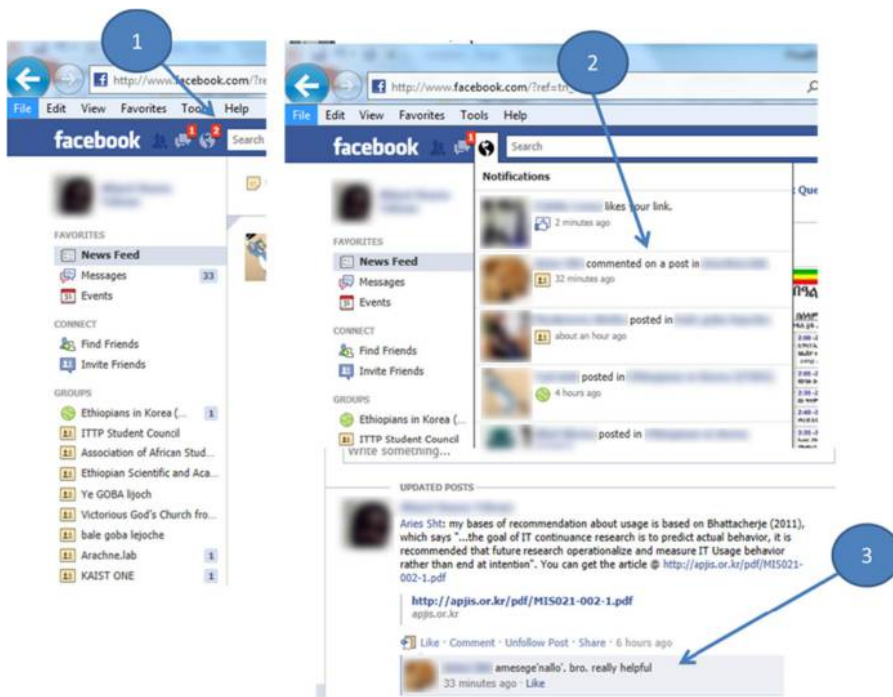 1
http://www.facebook.com/?re
File Edit View Favorites Tools Help
facebook 1 2 Search
FAVORITES
News Feed
Messages 33
Events
CONNECT
Find Friends
Invite Friends
GROUPS
Ethiopians in Korea (... 1
ITTP Student Council
Association of African Stud...
Ethiopian Scientific and Aca...
Ye GOBA lijoch
Victorious God's Church fro...
bale goba lejoche
Arachne.lab 1
KAIST ONE 1
2
http://www.facebook.com/?ref=tn_
File Edit View Favorites Tools Help
facebook 1 Search
Notifications
likes your link.
2 minutes ago
commented on a post in
32 minutes ago
posted in
about an hour ago
posted in
4 hours ago
posted in
FAVORITES
News Feed
Messages
Events
CONNECT
Find Friends
Invite Friends
GROUPS
Ethiopians in Korea (...
ITTP Student Council
Write something...
UPDATED POSTS
Aries Sht: my bases of recommendation about usage is based on Bhattacherje (2011),
which says "...the goal of IT continuance research is to predict actual behavior, it is
recommended that future research operationalize and measure IT Usage behavior
rather than end at intention". You can get the article @ http://apjis.or.kr/pdf/MIS021-
002-1.pdf
http://apjis.or.kr/pdf/MIS021-002-1.pdf
apjis.or.kr
Like · Comment · Unfollow Post · Share · 6 hours ago
amesege'nallo'. bro. really helpful
33 minutes ago · Like
3